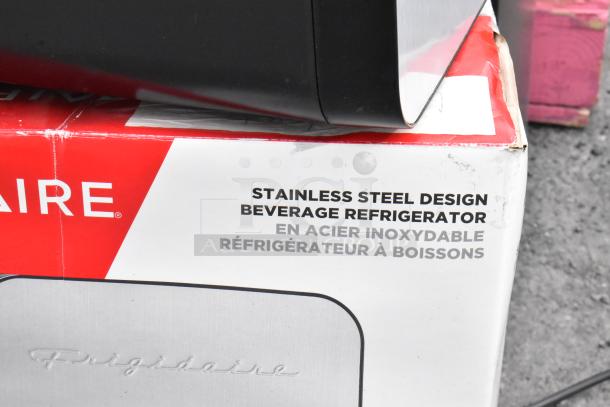 AIRE®
STAINLESS STEEL DESIGN
BEVERAGE REFRIGERATOR
EN ACIER INOXYDABLE
RÉFRIGÉRATEUR À BOISSONS
Frigidaire